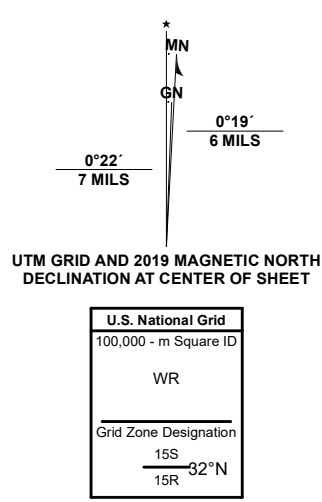 ★
MN
GN
0°19´
6 MILS
0°22´
7 MILS
UTM GRID AND 2019 MAGNETIC NORTH
DECLINATION AT CENTER OF SHEET
U.S. National Grid
100,000 - m Square ID
WR
Grid Zone Designation
15S
32°N
15R